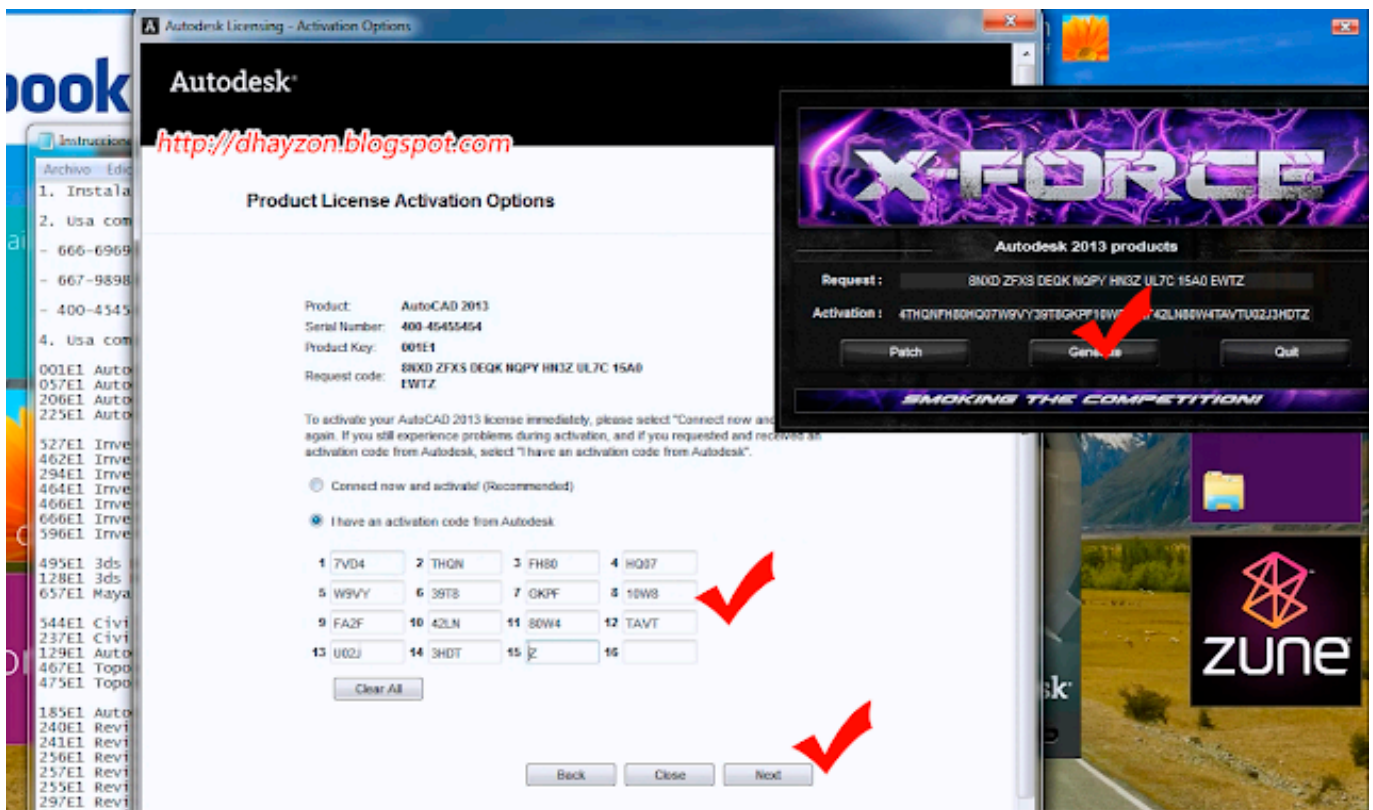 Autodesk Licensing - Activation Options
Autodesk
http://dhayzon.blogspot.com
Product License Activation Options
Product: AutoCAD 2013
Serial Number: 400-45455454
Product Key: 001E1
Request code: 8NXD ZFXS DEQK NQPY HN3Z UL7C 15A0
EWTZ
To activate your AutoCAD 2013 license immediately, please select "Connect now and
again. If you still experience problems during activation, and if you requested and received an
activation code from Autodesk, select "I have an activation code from Autodesk".
Connect now and activate! (Recommended)
I have an activation code from Autodesk
1 7VD4 2 THQN 3 FH80 4 HQ07
5 W9VY 6 39T8 7 GKPF 8 10W8
9 FA2F 10 42LN 11 80W4 12 TAVT
13 U02J 14 3HDT 15 Z 16
Clear All
Back Close Next
X-FORCE
Autodesk 2013 products
Request : 8NXD ZFXS DEQK NQPY HN3Z UL7C 15A0 EWTZ
Activation :
Patch Quit
SMOKING THE COMPETITION!
book
Archivo
1. Instala
2. Usa com
- 666-6969
- 667-9898
- 400-4545
4. Usa com
001E1 Auto
057E1 Auto
206E1 Auto
225E1 Auto
527E1 Inve
462E1 Inve
294E1 Inve
464E1 Inve
466E1 Inve
666E1 Inve
596E1 Inve
495E1 3ds
128E1 3ds
657E1 Maya
544E1 Civi
237E1 Civi
129E1 Auto
467E1 Topo
475E1 Topo
185E1 Auto
240E1 Revi
241E1 Revi
256E1 Revi
257E1 Revi
255E1 Revi
297E1 Revi
zune